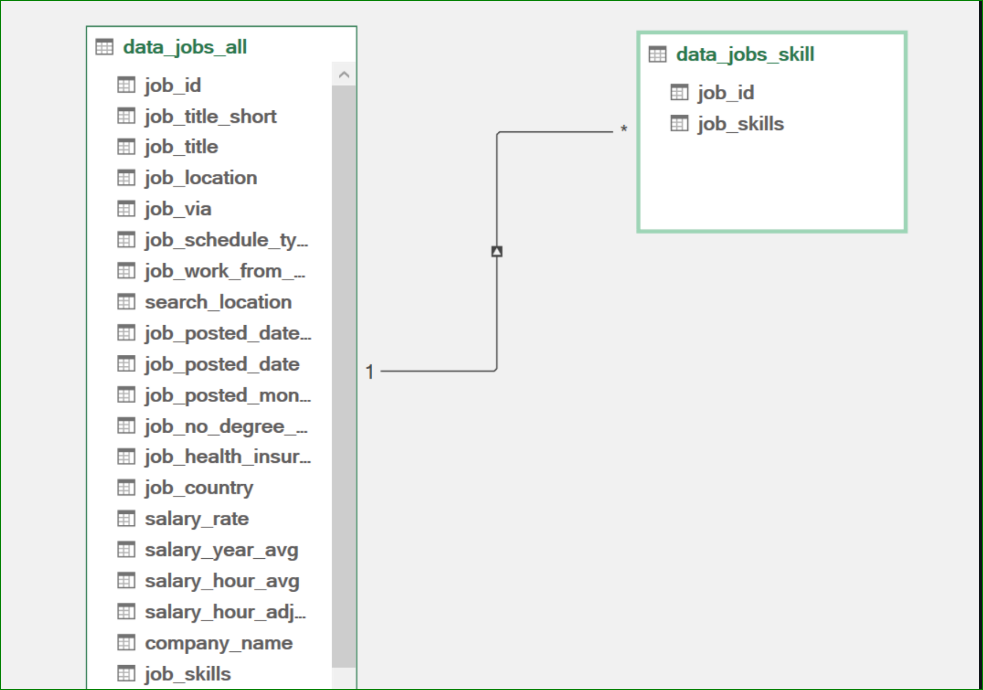 data_jobs_all
job_id
job_title_short
job_title
job_location
job_via
job_schedule_ty...
job_work_from_...
search_location
job_posted_date...
job_posted_date
job_posted_mon...
job_no_degree_...
job_health_insur...
job_country
salary_rate
salary_year_avg
salary_hour_avg
salary_hour_adj...
company_name
job_skills
1
*
data_jobs_skill
job_id
job_skills